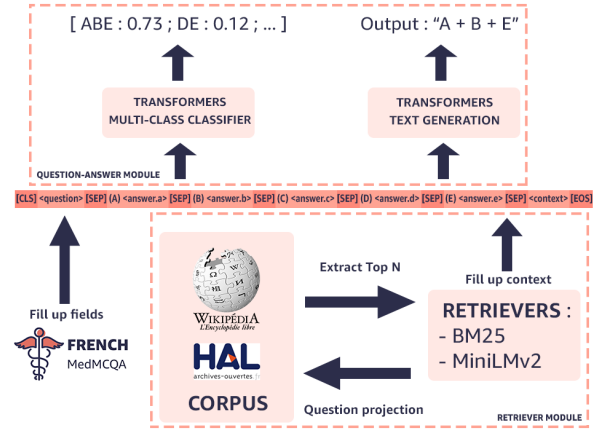 [ ABE : 0.73 ; DE : 0.12 ; ... ]
Output : “A + B + E”
TRANSFORMERS
MULTI-CLASS CLASSIFIER
TRANSFORMERS
TEXT GENERATION
QUESTION-ANSWER MODULE
[CLS] <question> [SEP] (A) <answer.a> [SEP] (B) <answer.b> [SEP] (C) <answer.c> [SEP] (D) <answer.d> [SEP] (E) <answer.e> [SEP] <context> [EOS]
Fill up fields
FRENCH
MedMCQA
WIKIPÉDIA
L'Encyclopédie libre
HAL
archives-ouvertes
CORPUS
Extract Top N
Question projection
Fill up context
RETRIEVERS :
- BM25
- MiniLMv2
RETRIEVER MODULE